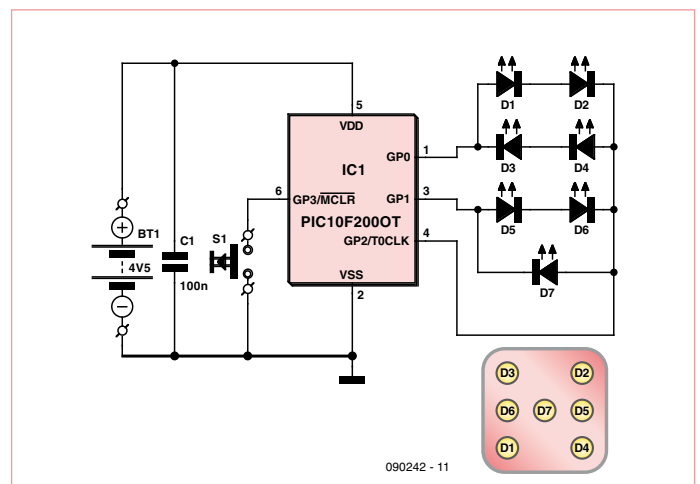 D1
D2
5
VDD
GP0
1
IC1
D3
D4
6
GP3/MCLR
GP1
3
BT1
S1
PIC10F200OT
D5
D6
C1
GP2/T0CLK
4
4V5
100n
VSS
D7
2
D3
D2
D6
D7
D5
D1
D4
090242 - 11